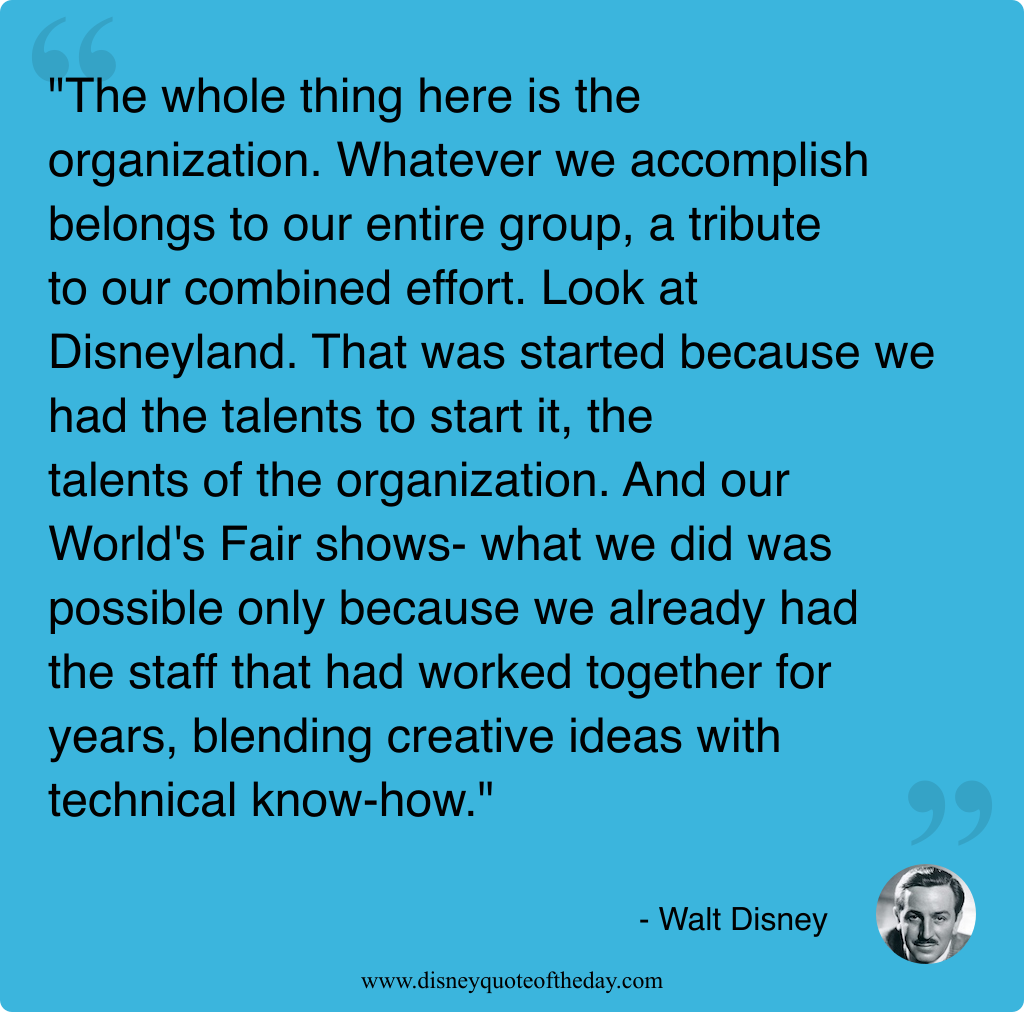 "The whole thing here is the
organization. Whatever we accomplish
belongs to our entire group, a tribute
to our combined effort. Look at
Disneyland. That was started because we
had the talents to start it, the
talents of the organization. And our
World's Fair shows- what we did was
possible only because we already had
the staff that had worked together for
years, blending creative ideas with
technical know-how."
- Walt Disney
www.disneyquoteoftheday.com